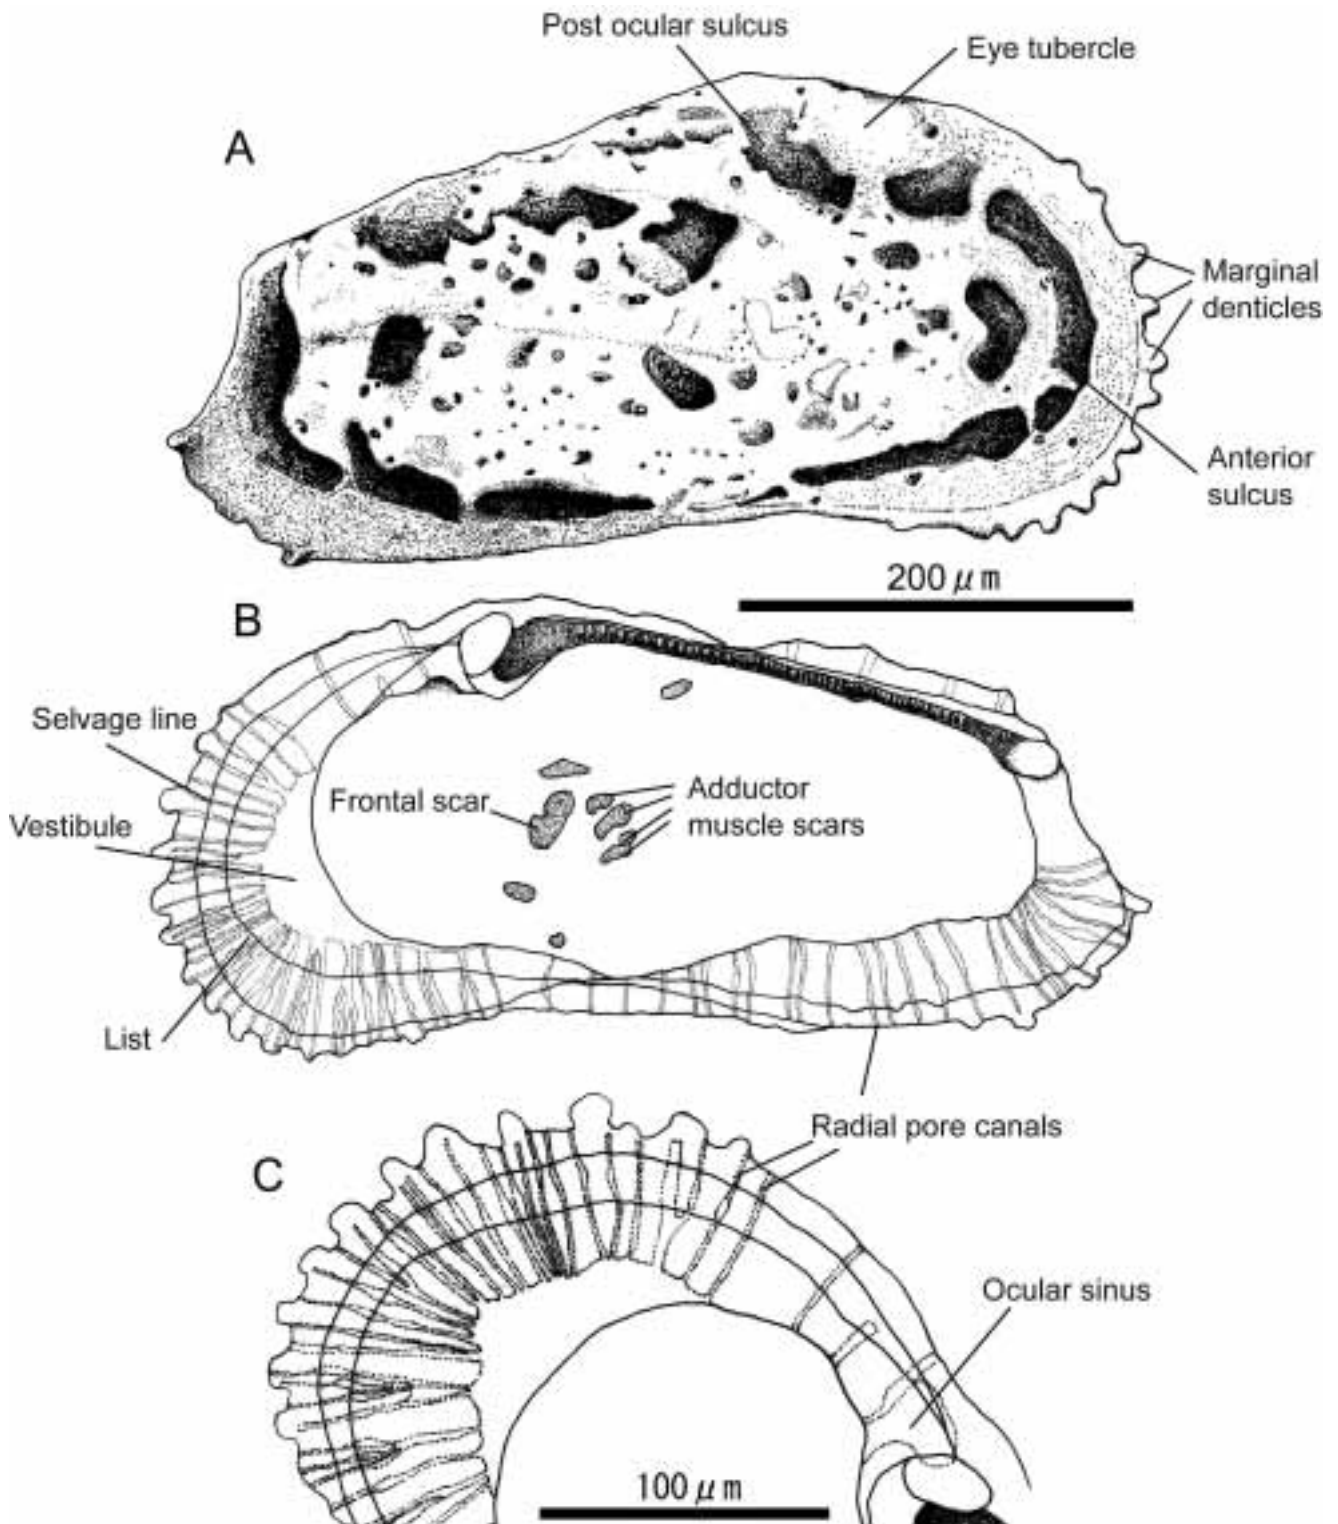 Post ocular sulcus
Eye tubercle
A
Marginal
denticles
Anterior
sulcus
200 μm
B
Selvage line
Frontal scar
Adductor
muscle scars
Vestibule
List
Radial pore canals
C
Ocular sinus
100 μm